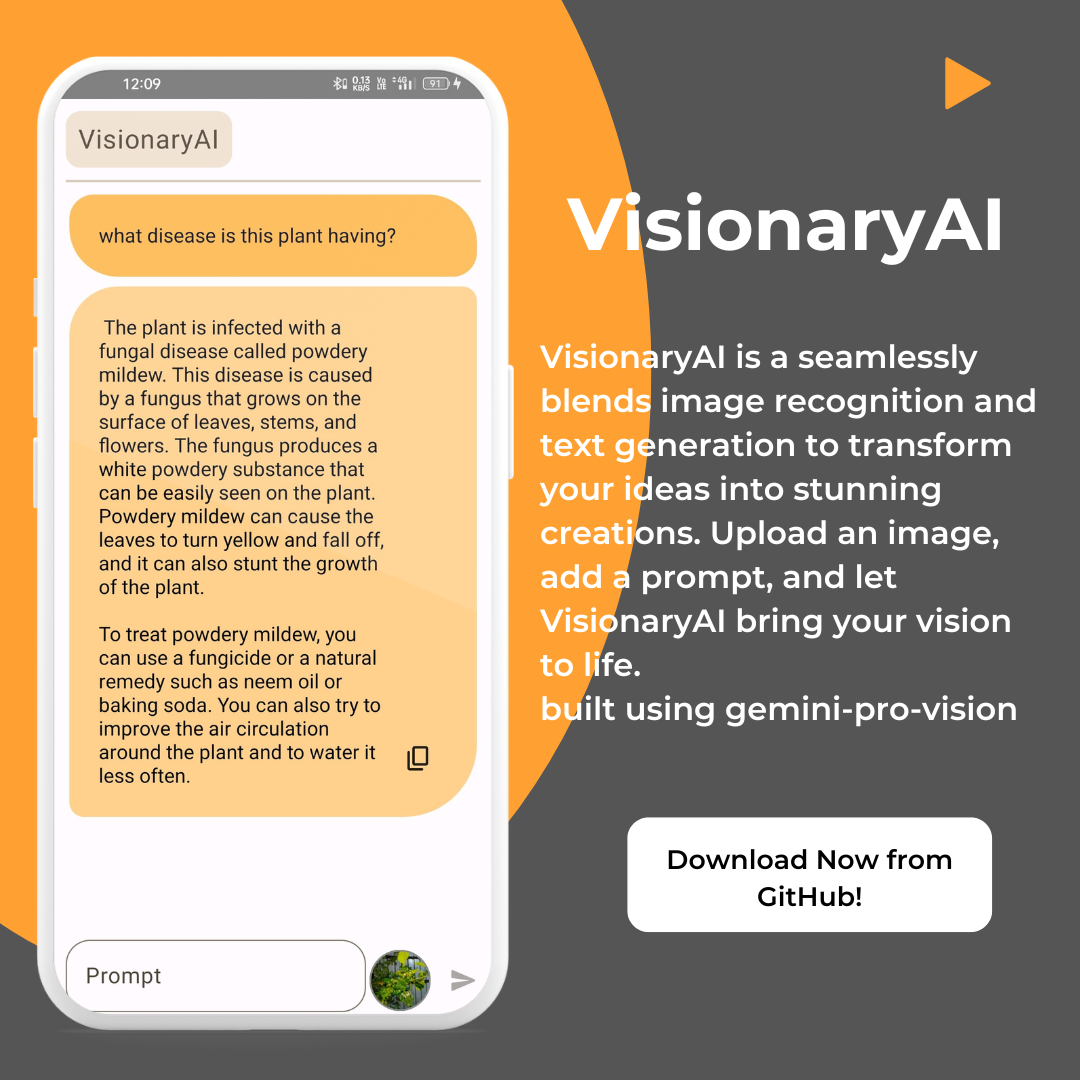 12:09
0.13 KB/S
Vo LTE
4G
91
VisionaryAI
what disease is this plant having?
The plant is infected with a
fungal disease called powdery
mildew. This disease is caused
by a fungus that grows on the
surface of leaves, stems, and
flowers. The fungus produces a
white powdery substance that
can be easily seen on the plant.
Powdery mildew can cause the
leaves to turn yellow and fall off,
and it can also stunt the growth
of the plant.
To treat powdery mildew, you
can use a fungicide or a natural
remedy such as neem oil or
baking soda. You can also try to
improve the air circulation
around the plant and to water it
less often.
Prompt
VisionaryAI
VisionaryAI is a seamlessly
blends image recognition and
text generation to transform
your ideas into stunning
creations. Upload an image,
add a prompt, and let
VisionaryAI bring your vision
to life.
built using gemini-pro-vision
Download Now from
GitHub!